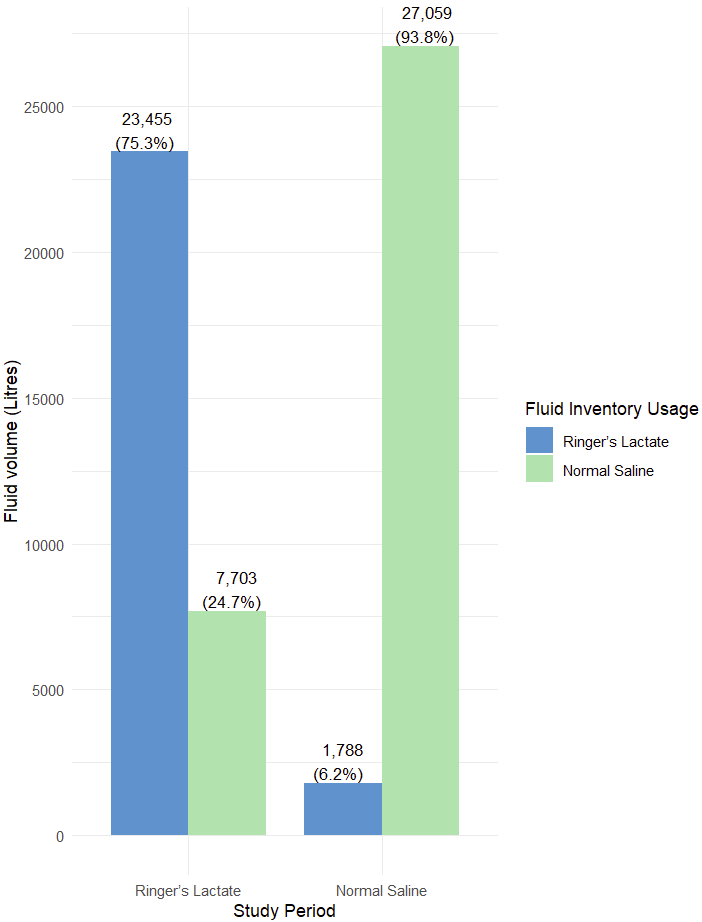 27,059
(93.8%)
23,455
(75.3%)
7,703
(24.7%)
1,788
(6.2%)
25000
20000
15000
10000
5000
0
Fluid volume (Litres)
Ringer's Lactate
Normal Saline
Study Period
Fluid Inventory Usage
Ringer's Lactate
Normal Saline